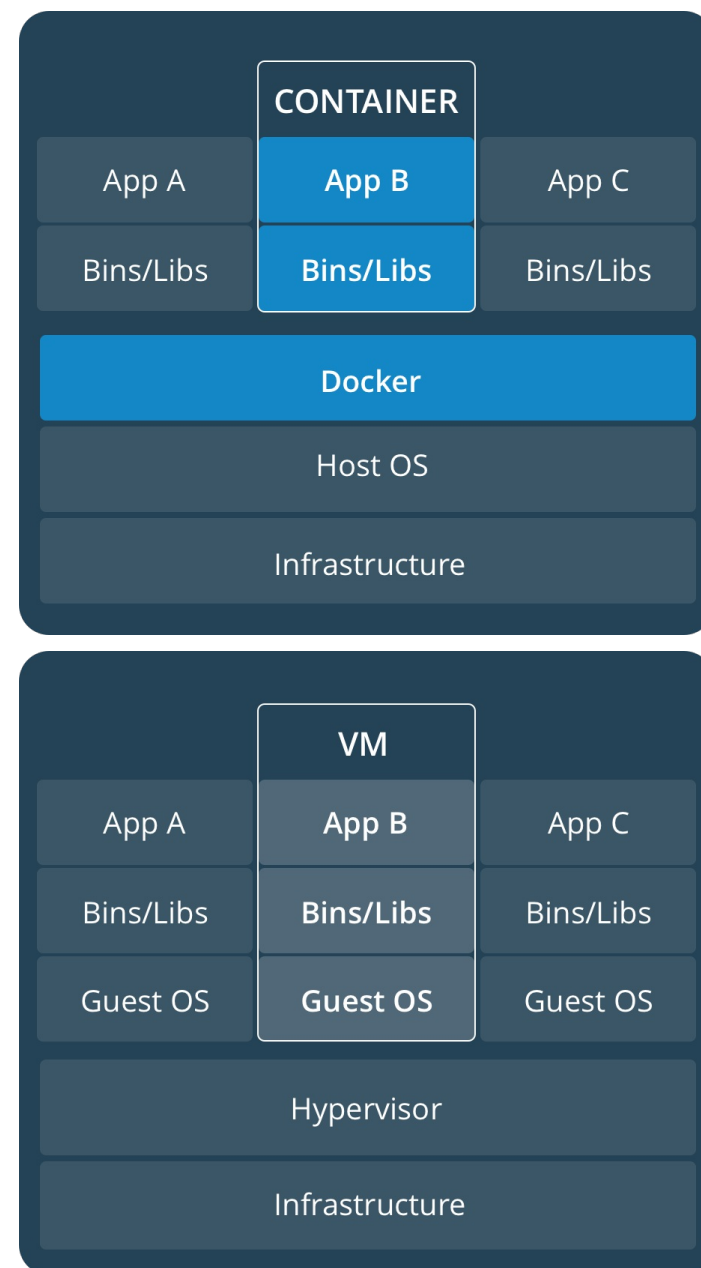 CONTAINER
App A App B App C
Bins/Libs Bins/Libs Bins/Libs
Docker
Host OS
Infrastructure
VM
App A App B App C
Bins/Libs Bins/Libs Bins/Libs
Guest OS Guest OS Guest OS
Hypervisor
Infrastructure